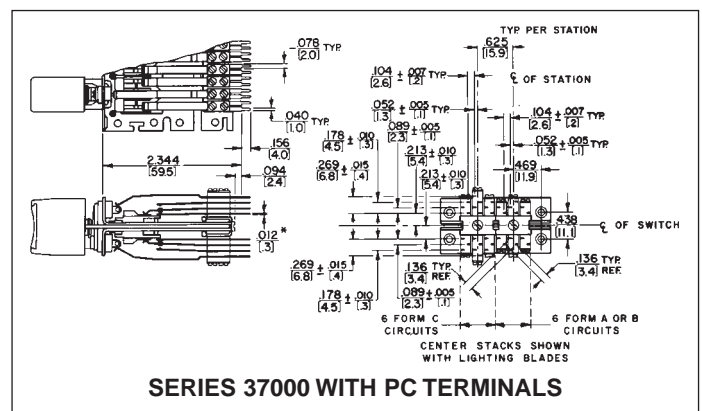 TYP. PER STATION
.625
[15.9]
.078 TYP.
[2.0]
.104 ± .007 TYP.
[2.6] [.2]
℄ OF STATION
.052 ± .005 TYP.
[1.3] [.1]
.104 ± .007 TYP.
[2.6] [.2]
.040
[1.0]
.156
[4.0]
.178 ± .010
[4.5] [.3]
.089 ± .005
[2.3] [.1]
.052 ± .005 TYP.
[1.3] [.1]
2.344
[59.5]
.094
[2.4]
.269 ± .015
[6.8] [.4]
.213 ± .010
[5.4] [.3]
.213 ± .010
[5.4] [.3]
.469
[11.9]
.438
[11.1]
℄ OF SWITCH
.012 *
[.3]
.269 ± .015
[6.8] [.4]
.136 TYP.
[3.4] REF.
.136 TYP.
[3.4] REF.
.178 ± .010
[4.5] [.3]
.089 ± .005
[2.3] [.1]
6 FORM C
CIRCUITS
6 FORM A OR B
CIRCUITS
CENTER STACKS SHOWN
WITH LIGHTING BLADES
SERIES 37000 WITH PC TERMINALS